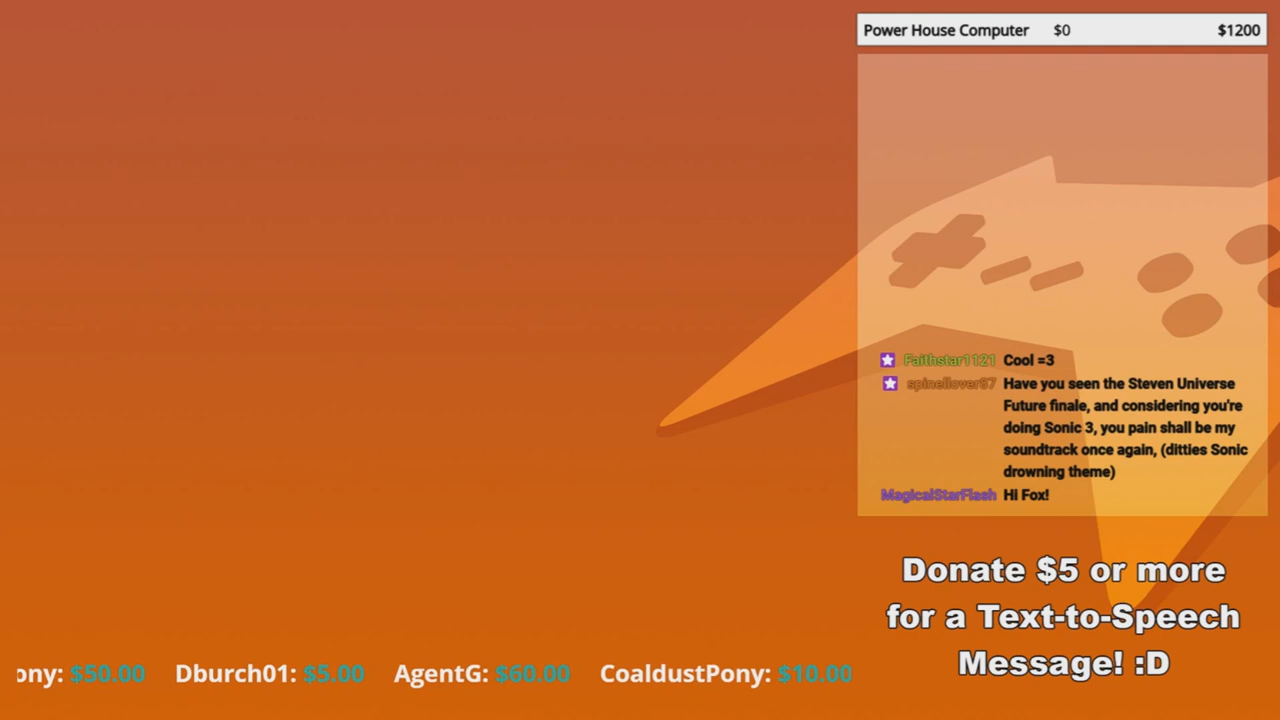 Power House Computer $0 $1200
Faithstar1121 Cool =3
spinellover87 Have you seen the Steven Universe
Future finale, and considering you're
doing Sonic 3, you pain shall be my
soundtrack once again, (ditties Sonic
drowning theme)
MagicalStarFlash Hi Fox!
Donate $5 or more
for a Text-to-Speech
Message! :D
ony: $50.00 Dburch01: $5.00 AgentG: $60.00 CoaldustPony: $10.00